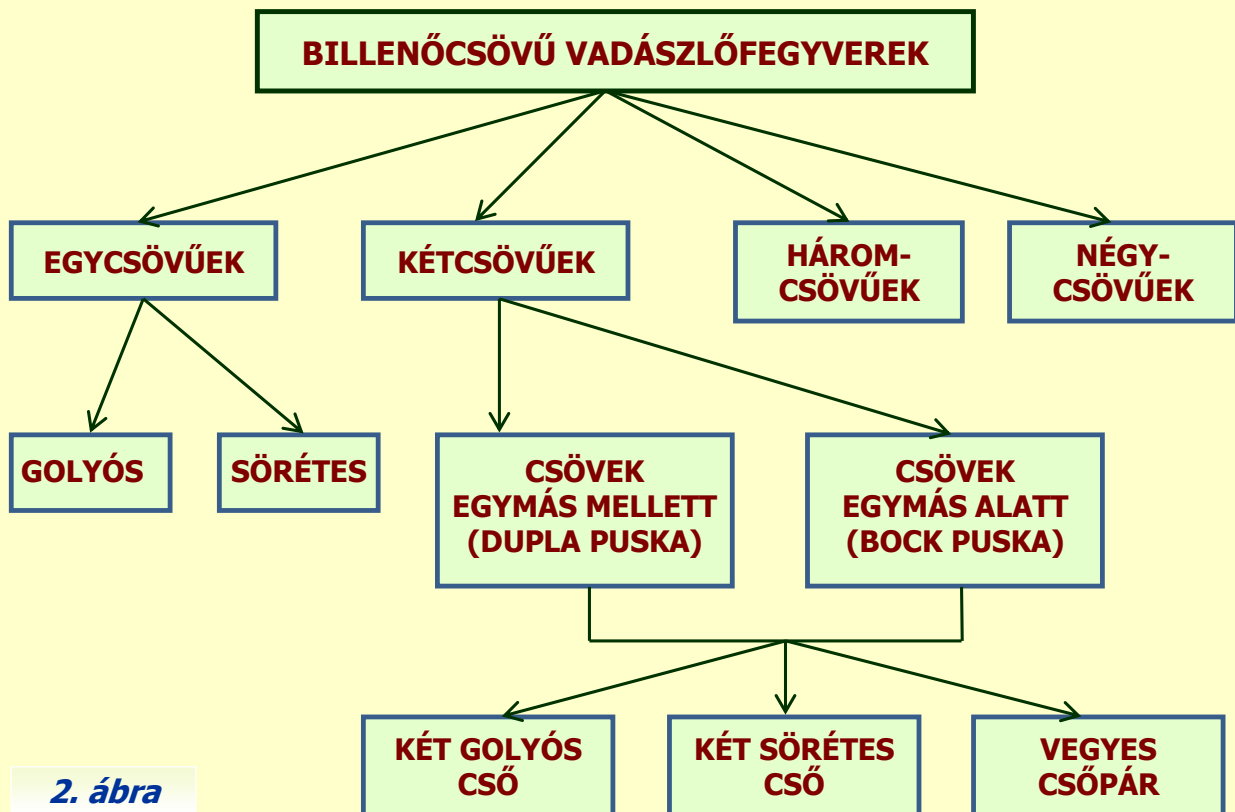 BILLENŐCSÖVŰ VADÁSZLŐFEGYVEREK
EGYCSÖVŰEK
KÉTCSÖVŰEK
HÁROM-
CSÖVŰEK
NÉGY-
CSÖVŰEK
GOLYÓS
SÖRÉTES
CSÖVEK
EGYMÁS MELLETT
(DUPLA PUSKA)
CSÖVEK
EGYMÁS ALATT
(BOCK PUSKA)
KÉT GOLYÓS
CSŐ
KÉT SÖRÉTES
CSŐ
VEGYES
CSŐPÁR
2. ábra